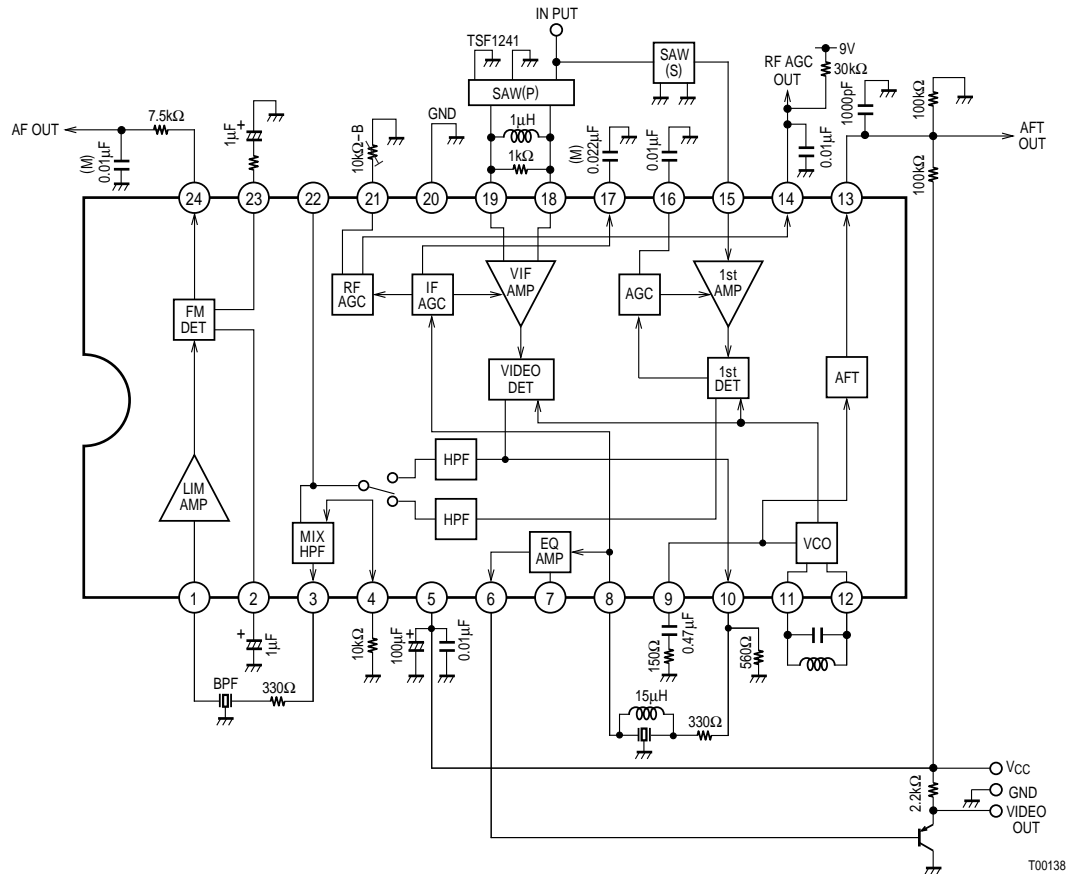 IN PUT
TSF1241
SAW
(S)
SAW(P)
9V
RF AGC
OUT
30kΩ
1000pF
100kΩ
AFT
OUT
AF OUT
7.5kΩ
(M)
0.01µF
1µF
+
10kΩ-B
GND
1µH
1kΩ
(M)
0.022µF
0.01µF
0.01µF
100kΩ
24
23
22
21
20
19
18
17
16
15
14
13
RF
AGC
IF
AGC
VIF
AMP
AGC
1st
AMP
FM
DET
VIDEO
DET
1st
DET
AFT
HPF
LIM
AMP
HPF
MIX
HPF
EQ
AMP
VCO
1
2
3
4
5
6
7
8
9
10
11
12
+
1µF
10kΩ
100µF
+
0.01µF
150Ω
0.47µF
560Ω
BPF
330Ω
15µH
330Ω
VCC
2.2kΩ
GND
VIDEO
OUT
T00138